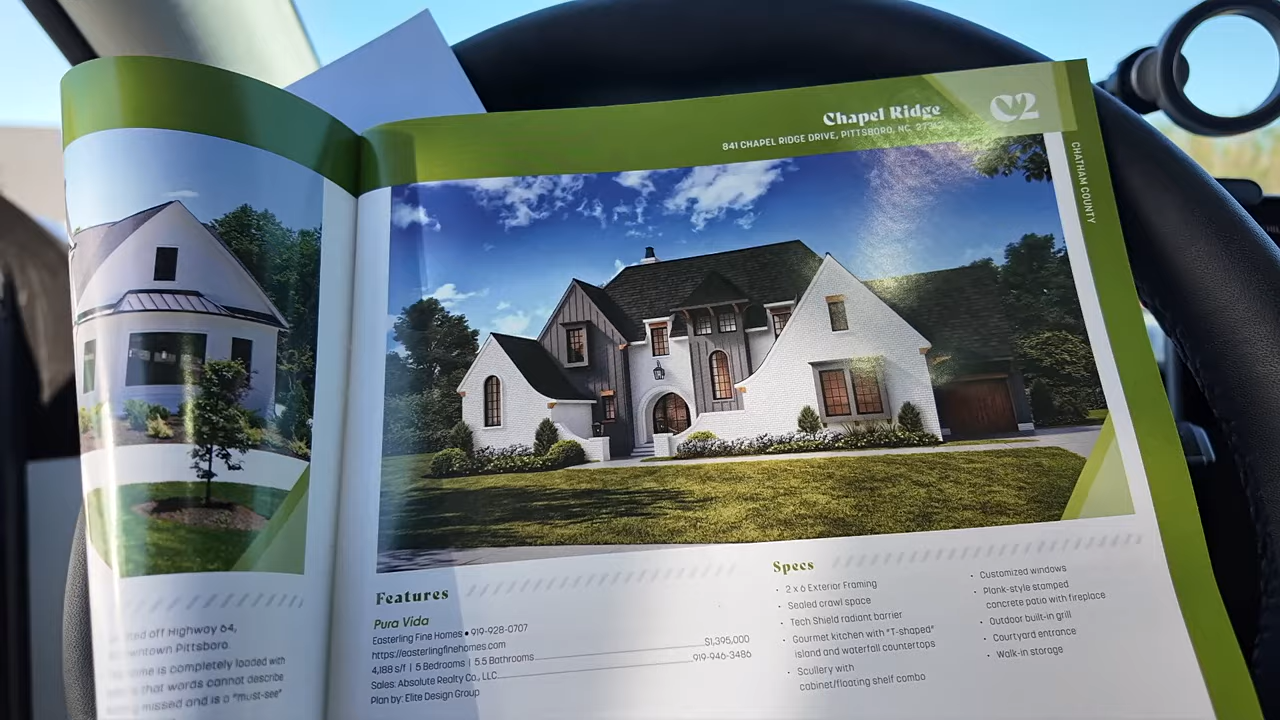 off Highway 64,
Pittsboro.
is completely loaded with
that words cannot describe
missed and is a "must-see"
Chapel Ridge
841 CHAPEL RIDGE DRIVE, PITTSBORO, NC,
C2
CHATHAM COUNTY
Features
Pura Vida
Easterling Fine Homes • 919-928-0707
https://easterlingfinehomes.com
4,188 s/f | 5 Bedrooms | 5.5 Bathrooms $1,395,000
Sales: Absolute Realty Co., LLC 919-946-3486
Plan by: Elite Design Group
Specs
• 2 x 6 Exterior Framing
• Sealed crawl space
• Tech Shield radiant barrier
• Gourmet kitchen with "T-shaped"
island and waterfall countertops
• Scullery with
cabinet/floating shelf combo
• Customized windows
• Plank-style stamped
concrete patio with fireplace
• Outdoor built-in grill
• Courtyard entrance
• Walk-in storage